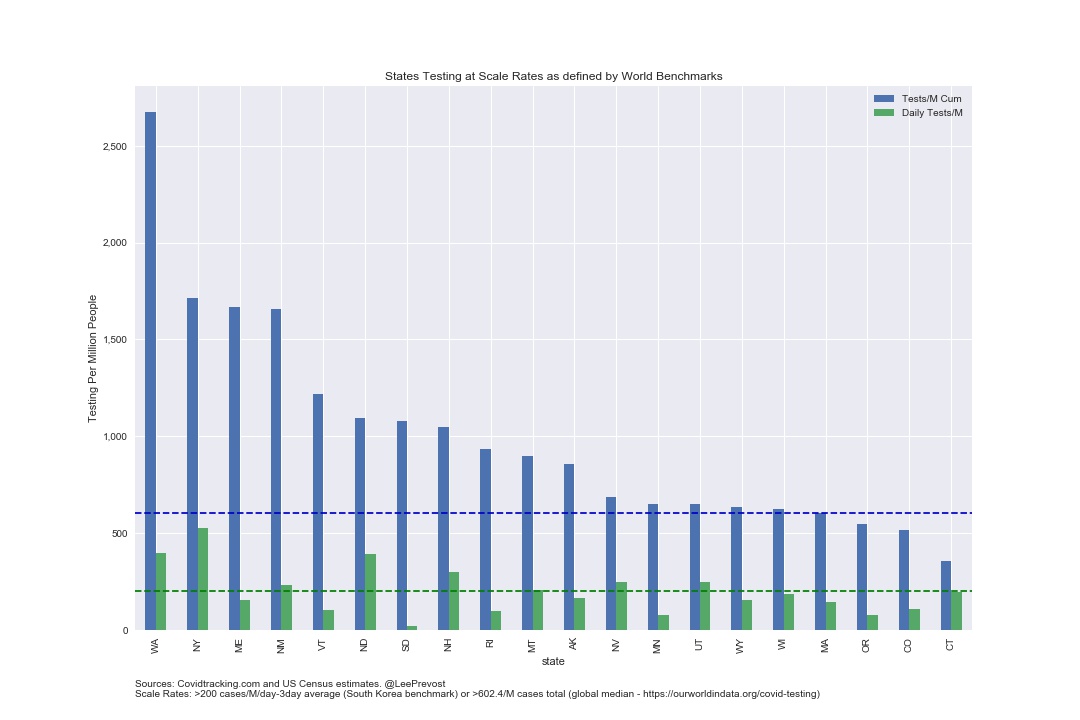 States Testing at Scale Rates as defined by World Benchmarks
Tests/M Cum
Daily Tests/M
Testing Per Million People
2,500
2,000
1,500
1,000
500
0
WA NY ME NM VT ND SD NH RI MT AK NV MN UT WY WI MA OR CO CT
state
Sources: Covidtracking.com and US Census estimates. @LeePrevost
Scale Rates: >200 cases/M/day-3day average (South Korea benchmark) or >602.4/M cases total (global median - https://ourworldindata.org/covid-testing)